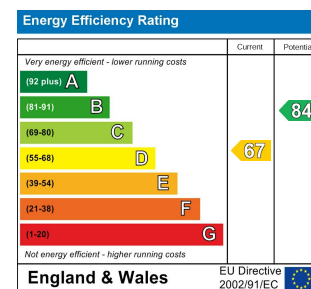 Energy Efficiency Rating
Current Potentia
Very energy efficient - lower running costs
(92 plus) A
(81-91) B
84
(69-80) C
(55-68) D
67
(39-54) E
(21-38) F
(1-20) G
Not energy efficient - higher running costs
England & Wales
EU Directive
2002/91/EC